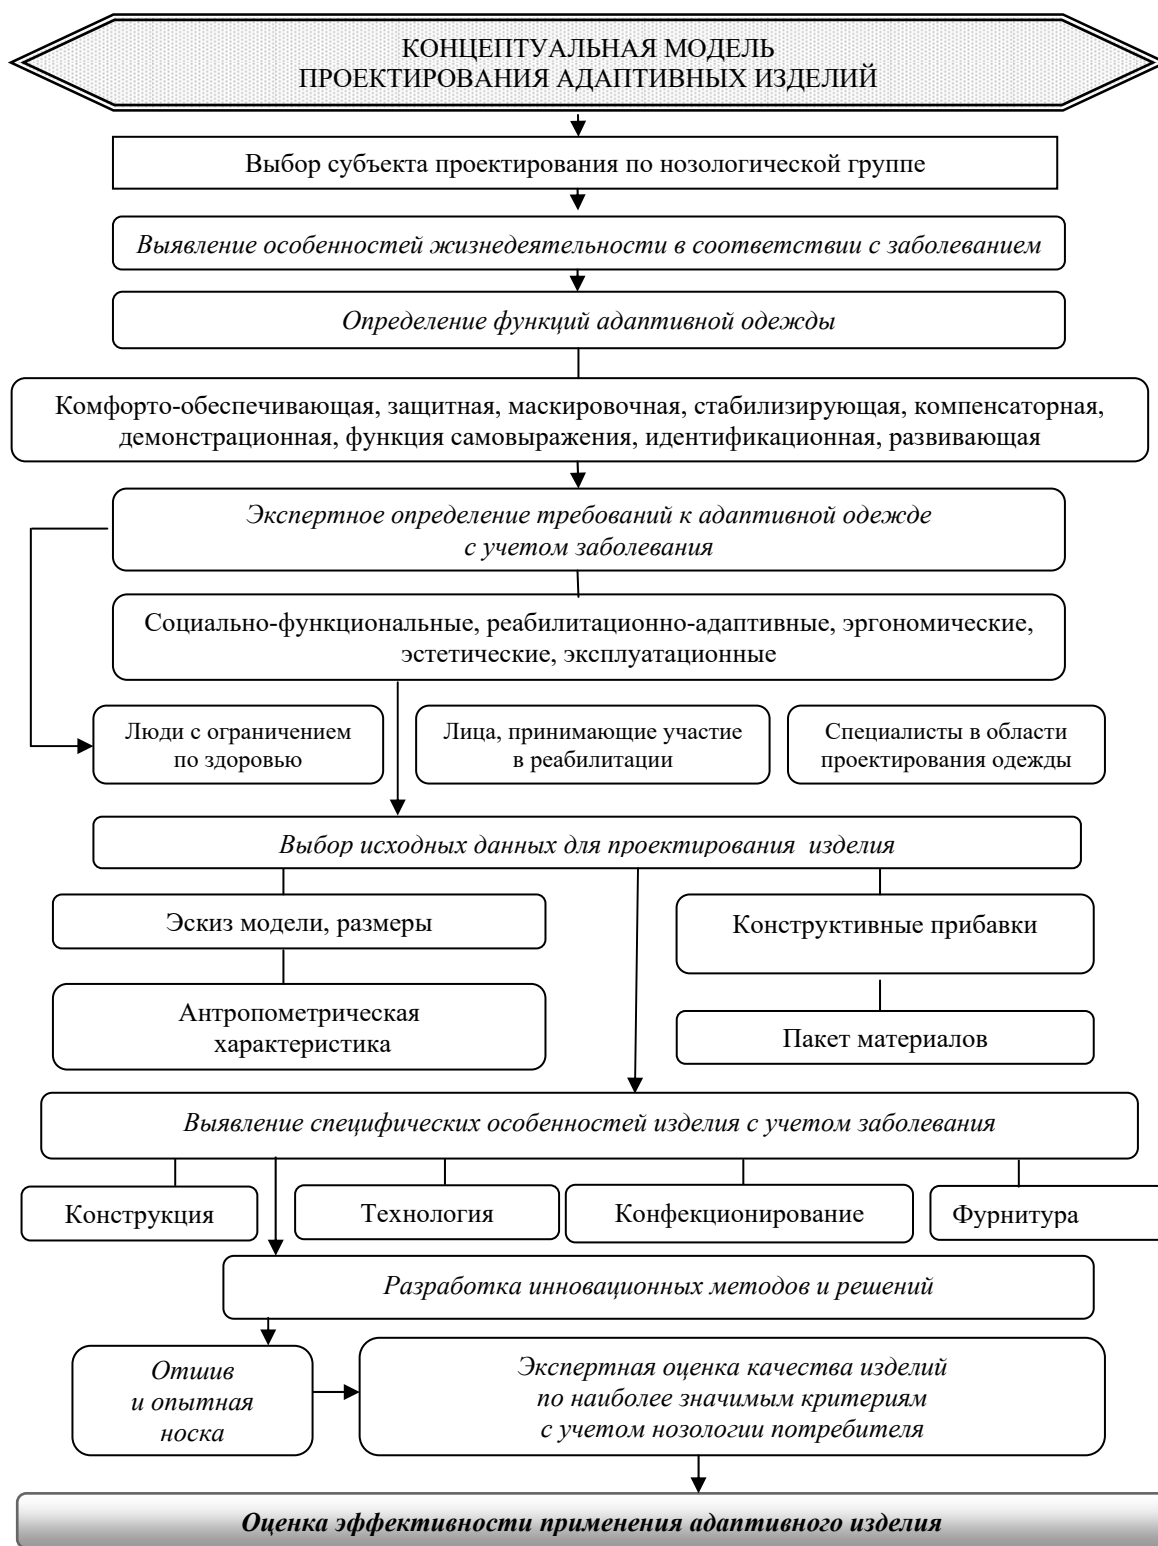 КОНЦЕПТУАЛЬНАЯ МОДЕЛЬ
ПРОЕКТИРОВАНИЯ АДАПТИВНЫХ ИЗДЕЛИЙ
Выбор субъекта проектирования по нозологической группе
Выявление особенностей жизнедеятельности в соответствии с заболеванием
Определение функций адаптивной одежды
Комфорто-обеспечивающая, защитная, маскировочная, стабилизирующая, компенсаторная,
демонстрационная, функция самовыражения, идентификационная, развивающая
Экспертное определение требований к адаптивной одежде
с учетом заболевания
Социально-функциональные, реабилитационно-адаптивные, эргономические,
эстетические, эксплуатационные
Люди с ограничением
по здоровью
Лица, принимающие участие
в реабилитации
Специалисты в области
проектирования одежды
Выбор исходных данных для проектирования изделия
Эскиз модели, размеры
Конструктивные прибавки
Антропометрическая
характеристика
Пакет материалов
Выявление специфических особенностей изделия с учетом заболевания
Конструкция
Технология
Конфекционирование
Фурнитура
Разработка инновационных методов и решений
Отшив
и опытная
носка
Экспертная оценка качества изделий
по наиболее значимым критериям
с учетом нозологии потребителя
Оценка эффективности применения адаптивного изделия